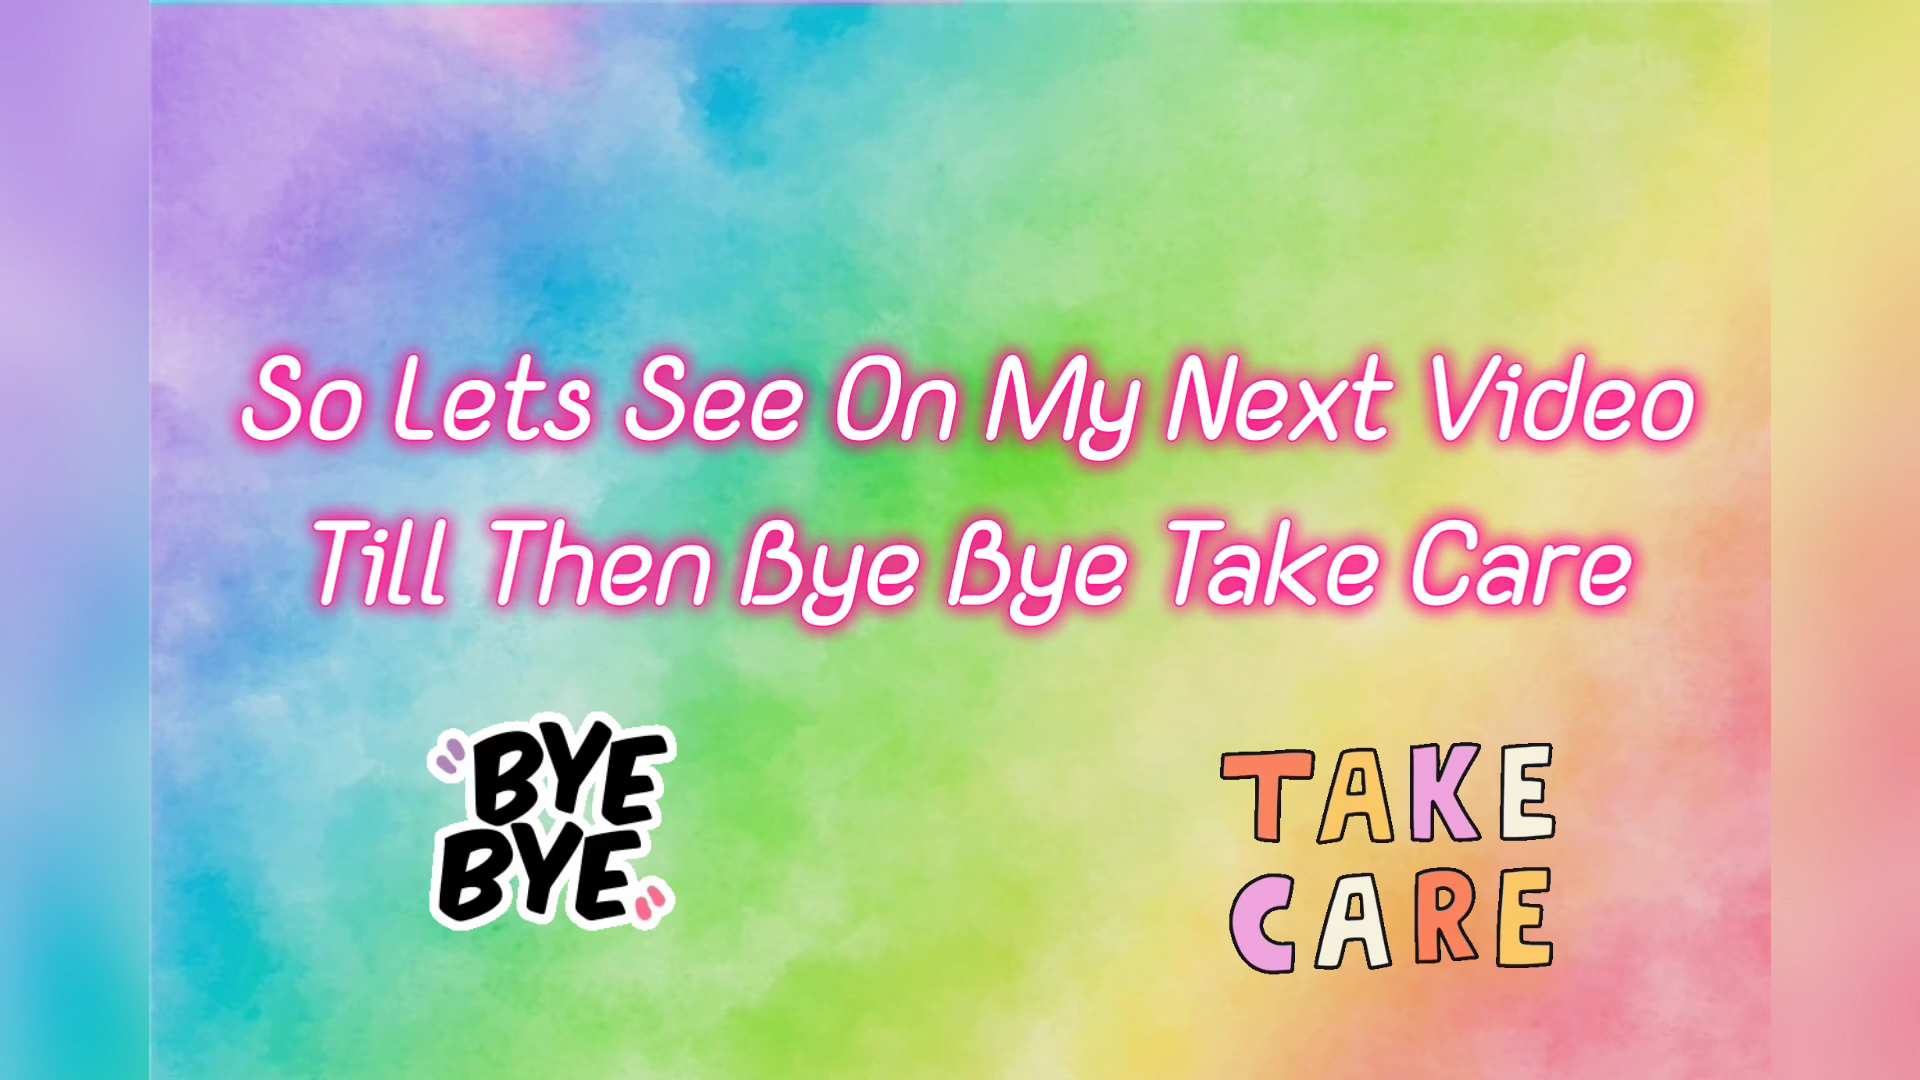 So Lets See On My Next Video
Till Then Bye Bye Take Care
BYE
BYE
TAKE
CARE